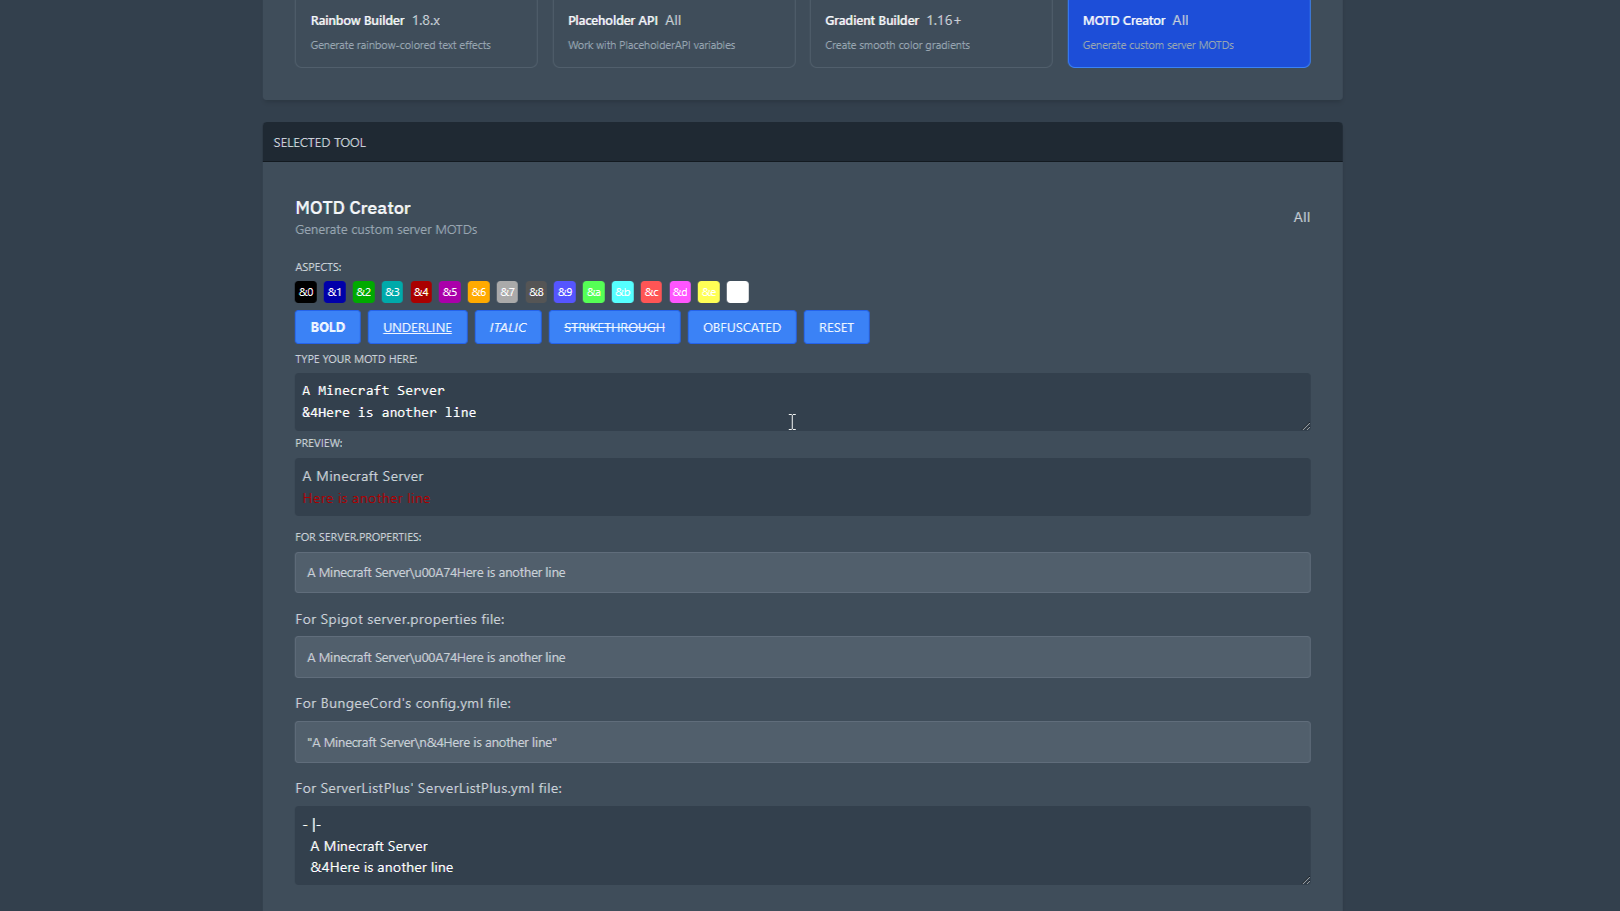 Rainbow Builder 1.8.x
Generate rainbow-colored text effects
Placeholder API All
Work with PlaceholderAPI variables
Gradient Builder 1.16+
Create smooth color gradients
MOTD Creator All
Generate custom server MOTDs
SELECTED TOOL
MOTD Creator
Generate custom server MOTDs
All
ASPECTS:
&0 &1 &2 &3 &4 &5 &6 &7 &8 &9 &a &b &c &d &e
BOLD UNDERLINE ITALIC STRIKETHROUGH OBFUSCATED RESET
TYPE YOUR MOTD HERE:
A Minecraft Server
&4Here is another line
PREVIEW:
A Minecraft Server
Here is another line
FOR SERVER.PROPERTIES:
A Minecraft Server\u00A74Here is another line
For Spigot server.properties file:
A Minecraft Server\u00A74Here is another line
For BungeeCord's config.yml file:
"A Minecraft Server\n&4Here is another line"
For ServerListPlus' ServerListPlus.yml file:
- |-
A Minecraft Server
&4Here is another line